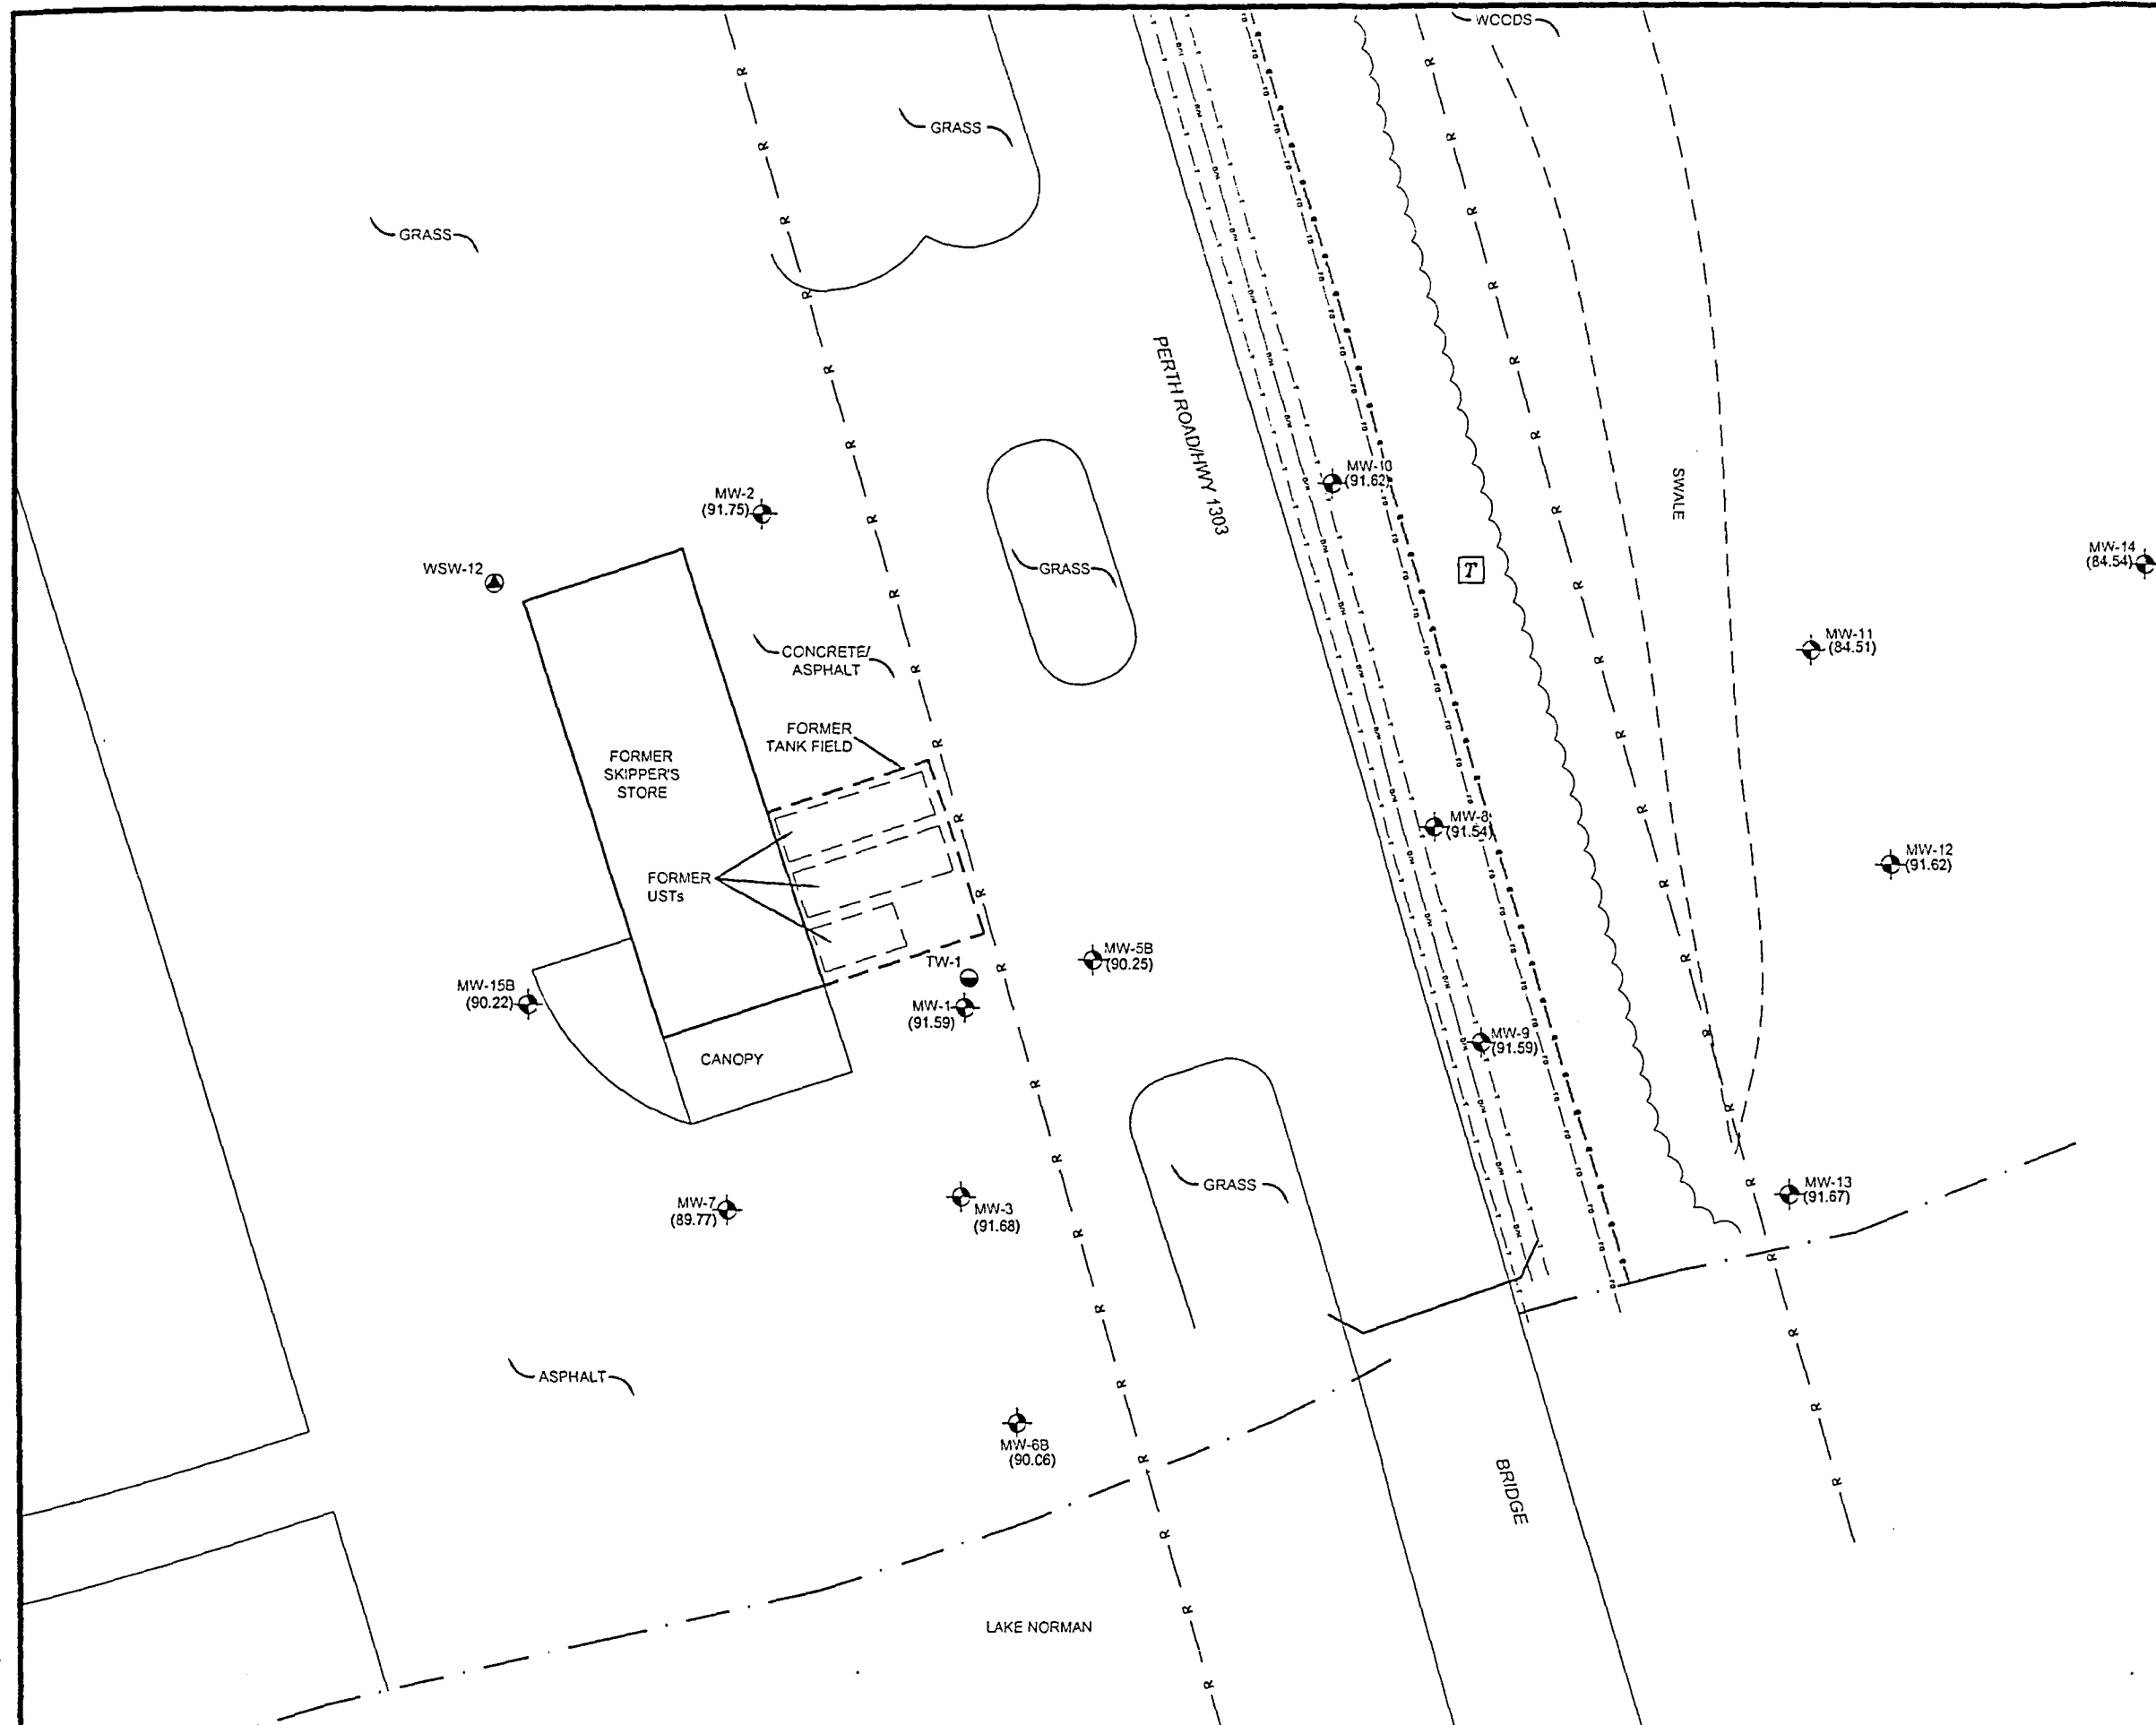 WCCDS
GRASS
GRASS
PERTH ROAD/HWY 1303
MW-10
(91.62)
SWALE
MW-2
(91.75)
WSW-12
GRASS
T
MW-14
(84.54)
MW-11
(84.51)
CONCRETE/
ASPHALT
FORMER
TANK FIELD
FORMER
SKIPPER'S
STORE
MW-8
(91.54)
MW-12
(91.62)
FORMER
USTs
MW-5B
(90.25)
TW-1
MW-15B
(90.22)
MW-1
(91.59)
MW-9
(91.59)
CANOPY
GRASS
MW-13
(91.67)
MW-7
(89.77)
MW-3
(91.68)
ASPHALT
MW-6B
(90.06)
BRIDGE
LAKE NORMAN